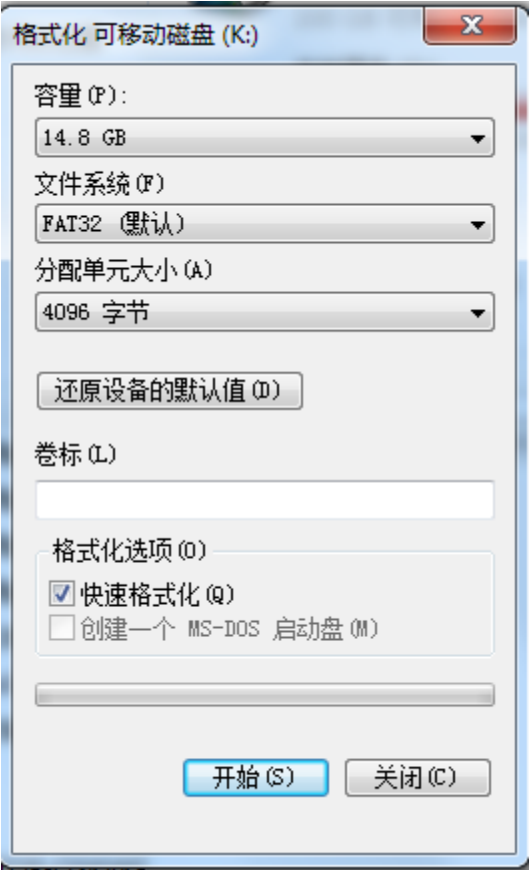 格式化 可移动磁盘 (K:)
容量(P):
14.8 GB
文件系统(F)
FAT32 (默认)
分配单元大小(A)
4096 字节
还原设备的默认值(D)
卷标(L)
格式化选项(O)
快速格式化(Q)
创建一个 MS-DOS 启动盘(M)
开始(S) 关闭(C)